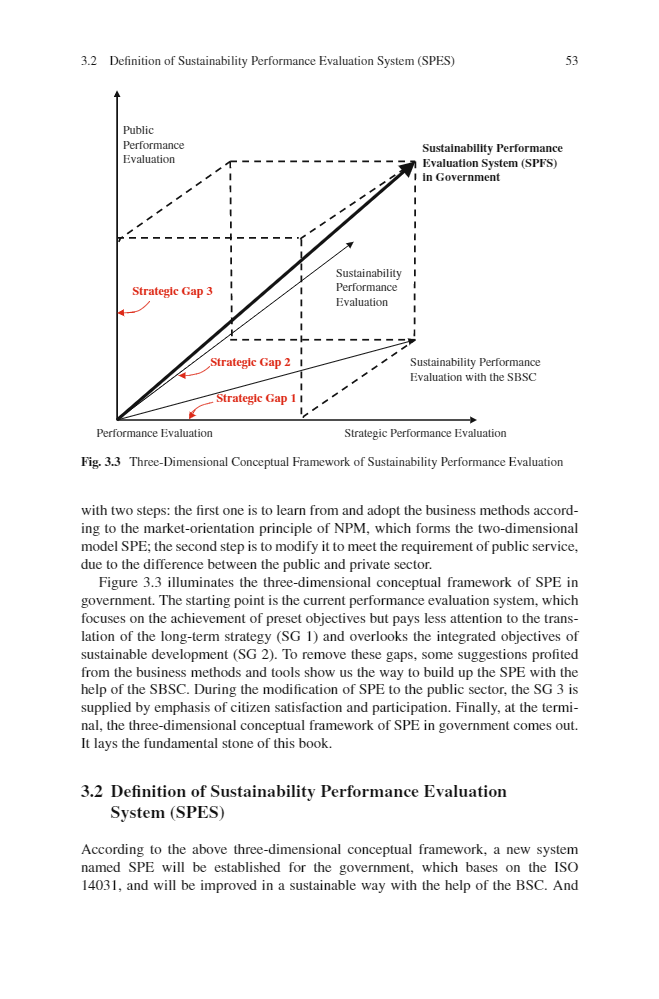 3.2 Definition of Sustainability Performance Evaluation System (SPES) 53
Public
Performance
Evaluation
Sustainability Performance
Evaluation System (SPFS)
in Government
Sustainability
Performance
Evaluation
Strategic Gap 3
Strategic Gap 2
Sustainability Performance
Evaluation with the SBSC
Strategic Gap 1
Performance Evaluation
Strategic Performance Evaluation
Fig. 3.3 Three-Dimensional Conceptual Framework of Sustainability Performance Evaluation
with two steps: the first one is to learn from and adopt the business methods accord-
ing to the market-orientation principle of NPM, which forms the two-dimensional
model SPE; the second step is to modify it to meet the requirement of public service,
due to the difference between the public and private sector.
Figure 3.3 illuminates the three-dimensional conceptual framework of SPE in
government. The starting point is the current performance evaluation system, which
focuses on the achievement of preset objectives but pays less attention to the trans-
lation of the long-term strategy (SG 1) and overlooks the integrated objectives of
sustainable development (SG 2). To remove these gaps, some suggestions profited
from the business methods and tools show us the way to build up the SPE with the
help of the SBSC. During the modification of SPE to the public sector, the SG 3 is
supplied by emphasis of citizen satisfaction and participation. Finally, at the termi-
nal, the three-dimensional conceptual framework of SPE in government comes out.
It lays the fundamental stone of this book.
3.2 Definition of Sustainability Performance Evaluation
System (SPES)
According to the above three-dimensional conceptual framework, a new system
named SPE will be established for the government, which bases on the ISO
14031, and will be improved in a sustainable way with the help of the BSC. And